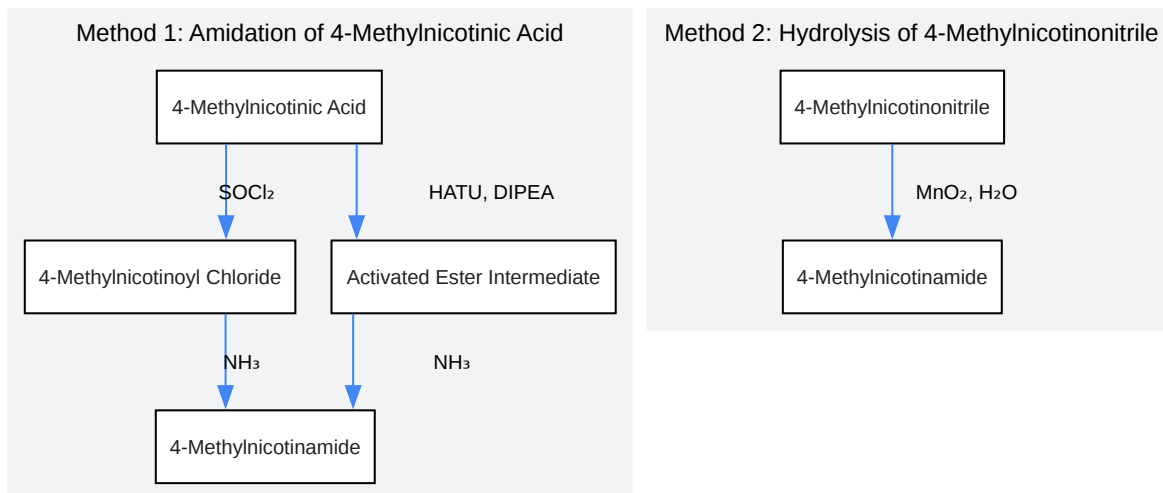 Method 1: Amidation of 4-Methylnicotinic Acid
4-Methylnicotinic Acid
SOCl₂
HATU, DIPEA
4-Methylnicotinoyl Chloride
Activated Ester Intermediate
NH₃
NH₃
4-Methylnicotinamide
Method 2: Hydrolysis of 4-Methylnicotinonitrile
4-Methylnicotinonitrile
MnO₂, H₂O
4-Methylnicotinamide